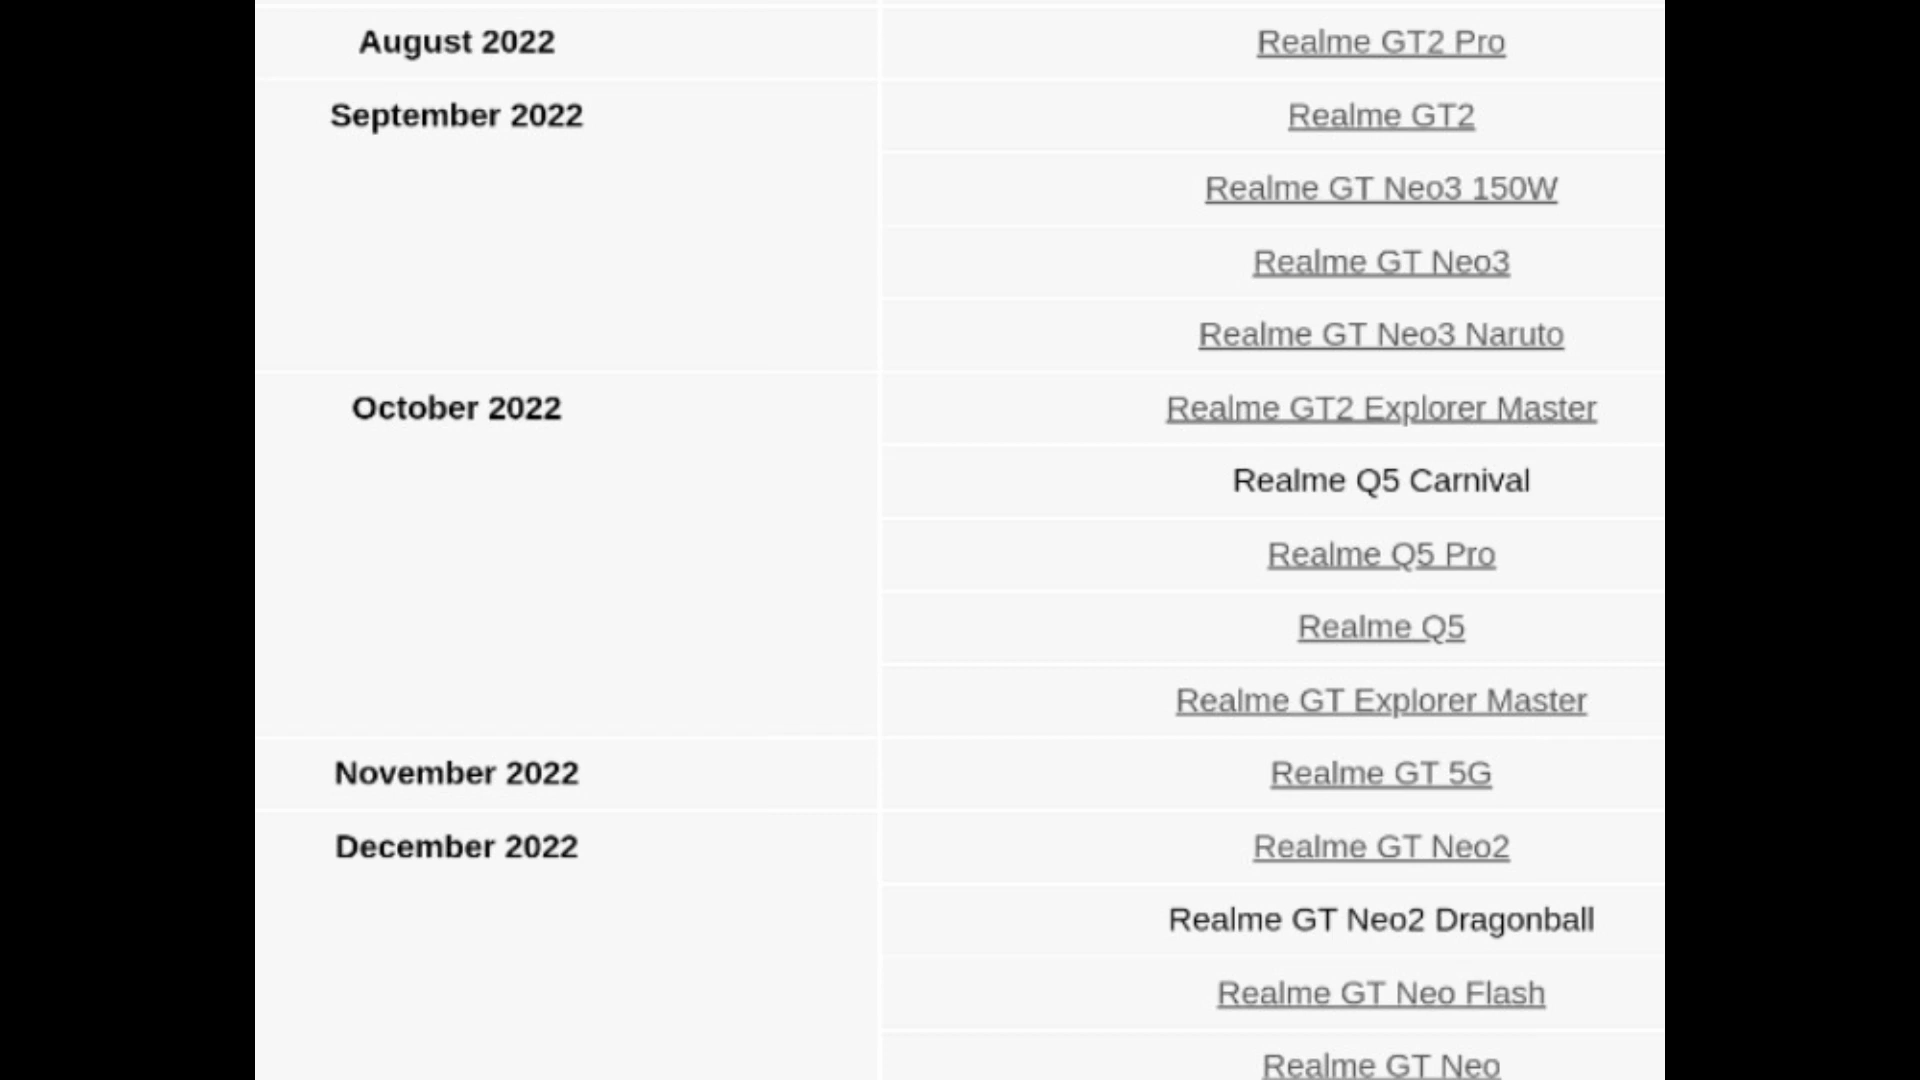 August 2022 Realme GT2 Pro
September 2022 Realme GT2
Realme GT Neo3 150W
Realme GT Neo3
Realme GT Neo3 Naruto
October 2022 Realme GT2 Explorer Master
Realme Q5 Carnival
Realme Q5 Pro
Realme Q5
Realme GT Explorer Master
November 2022 Realme GT 5G
December 2022 Realme GT Neo2
Realme GT Neo2 Dragonball
Realme GT Neo Flash
Realme GT Neo